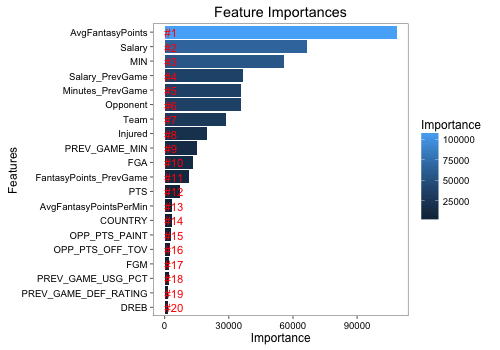 Feature Importances
AvgFantasyPoints #1
Salary #2
MIN #3
Salary_PrevGame #4
Minutes_PrevGame #5
Opponent #6
Team #7
Injured #8
PREV_GAME_MIN #9
FGA #10
FantasyPoints_PrevGame #11
PTS #12
AvgFantasyPointsPerMin #13
COUNTRY #14
OPP_PTS_PAINT #15
OPP_PTS_OFF_TOV #16
FGM #17
PREV_GAME_USG_PCT #18
PREV_GAME_DEF_RATING #19
DREB #20
Features
0 30000 60000 90000
Importance
Importance
100000
75000
50000
25000